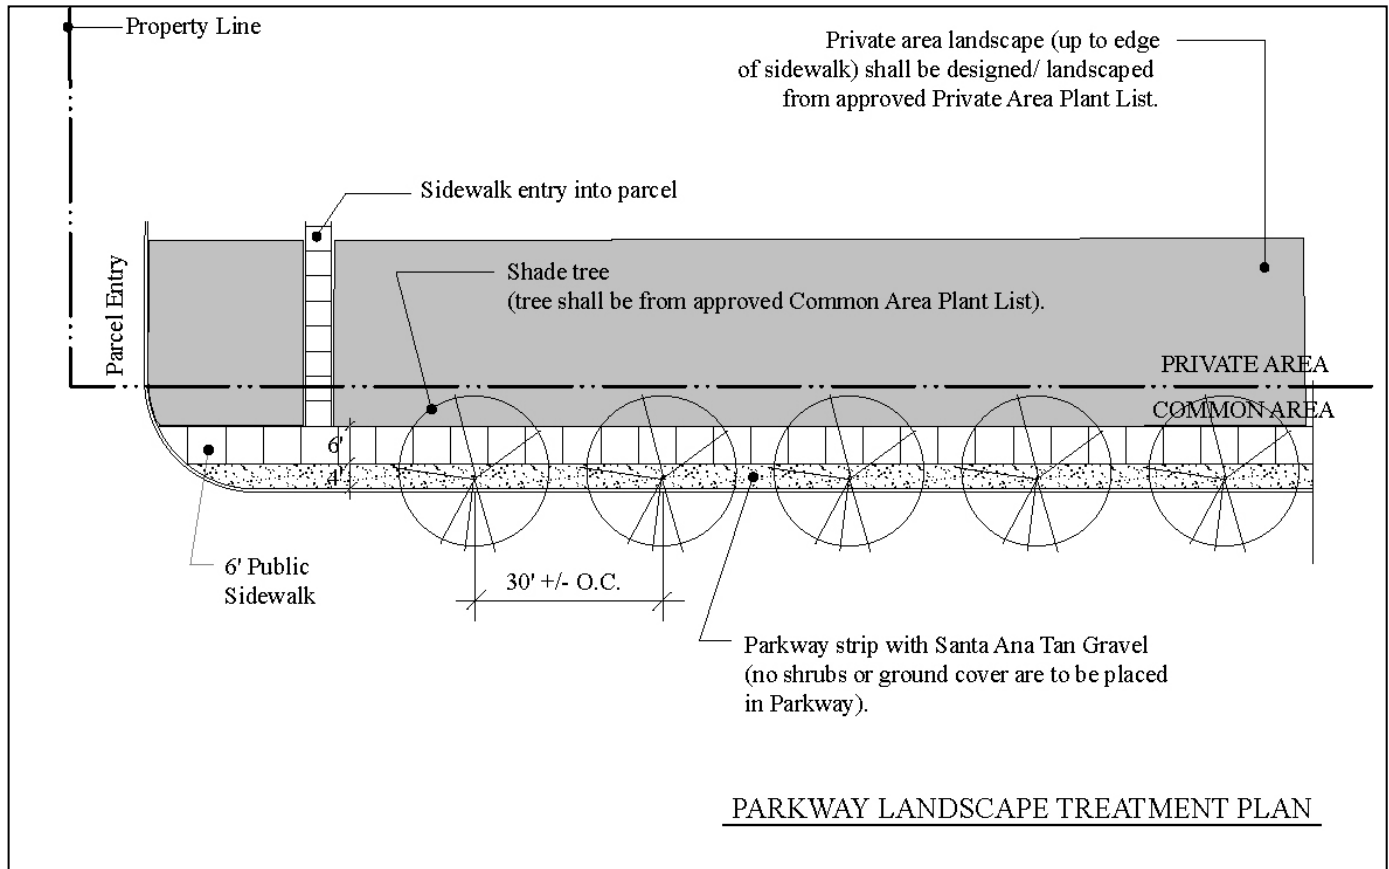 Property Line
Private area landscape (up to edge
of sidewalk) shall be designed/ landscaped
from approved Private Area Plant List.
Sidewalk entry into parcel
Parcel Entry
Shade tree
(tree shall be from approved Common Area Plant List).
PRIVATE AREA
COMMON AREA
6'
4'
6' Public
Sidewalk
30' +/- O.C.
Parkway strip with Santa Ana Tan Gravel
(no shrubs or ground cover are to be placed
in Parkway).
PARKWAY LANDSCAPE TREATMENT PLAN